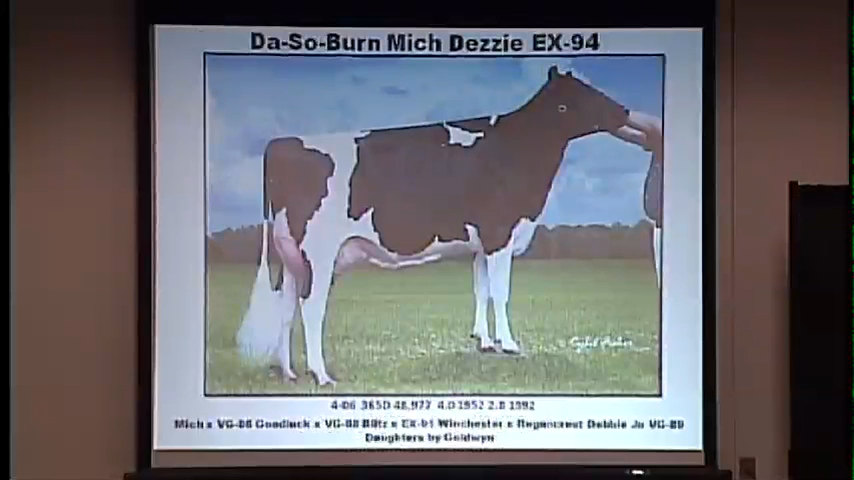 Da-So-Burn Mich Dezzie EX-94
4-06 365D 48,977 4.0 1952 2.8 1392
Mich x VG-86 Goodluck x VG-88 Blitz x EX-91 Winchester x Regancrest Debbie Jo VG-89
Daughters by Goldwyn